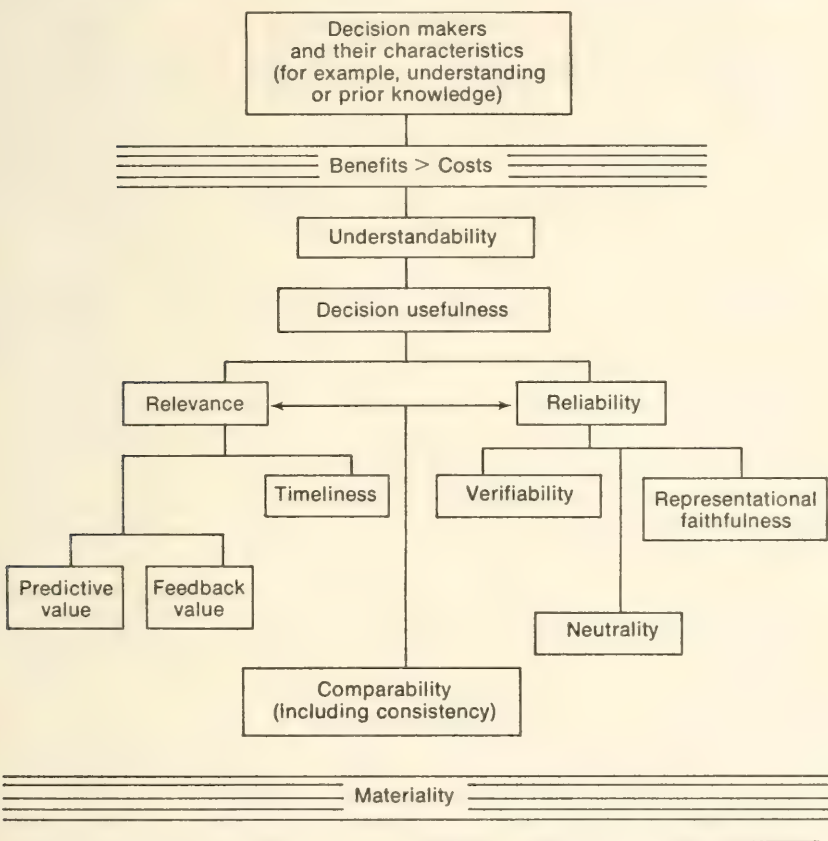 Decision makers
and their characteristics
(for example, understanding
or prior knowledge)
Benefits > Costs
Understandability
Decision usefulness
Relevance
Reliability
Timeliness
Verifiability
Representational
faithfulness
Predictive
value
Feedback
value
Neutrality
Comparability
(Including consistency)
Materiality